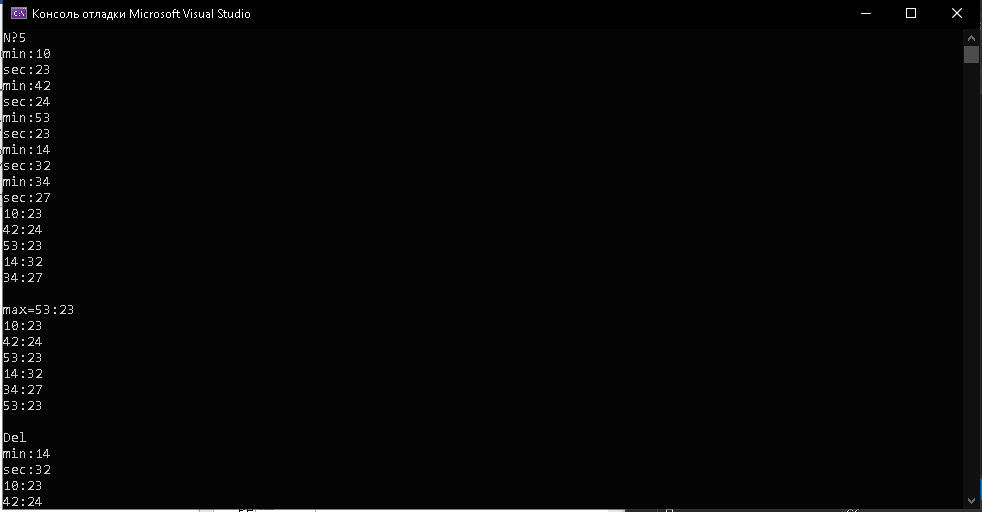 Консоль отладки Microsoft Visual Studio
N?5
min:10
sec:23
min:42
sec:24
min:53
sec:23
min:14
sec:32
min:34
sec:27
10:23
42:24
53:23
14:32
34:27
max=53:23
10:23
42:24
53:23
14:32
34:27
53:23
Del
min:14
sec:32
10:23
42:24